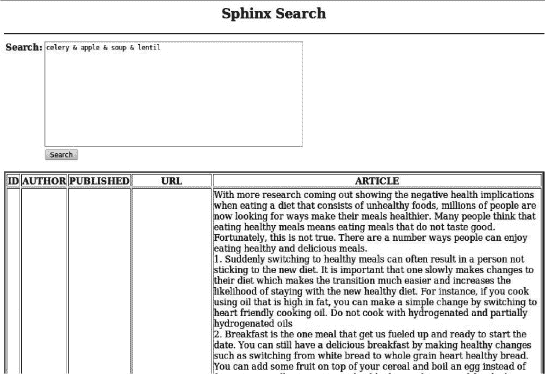 Sphinx Search
Search: celery & apple & soup & lentil
Search
ID AUTHOR PUBLISHED URL ARTICLE
With more research coming out showing the negative health implications
when eating a diet that consists of unhealthy foods, millions of people are
now looking for ways make their meals healthier. Many people think that
eating healthy meals means eating meals that do not taste good.
Fortunately, this is not true. There are a number ways people can enjoy
eating healthy and delicious meals.
1. Suddenly switching to healthy meals can often result in a person not
sticking to the new diet. It is important that one slowly makes changes to
their diet which makes the transition much easier and increases the
likelihood of staying with the new healthy diet. For instance, if you cook
using oil that is high in fat, you can make a simple change by switching to
heart friendly cooking oil. Do not cook with hydrogenated and partially
hydrogenated oils
2. Breakfast is the one meal that get us fueled up and ready to start the
date. You can still have a delicious breakfast by making healthy changes
such as switching from white bread to whole grain heart healthy bread.
You can add some fruit on top of your cereal and boil an egg instead of